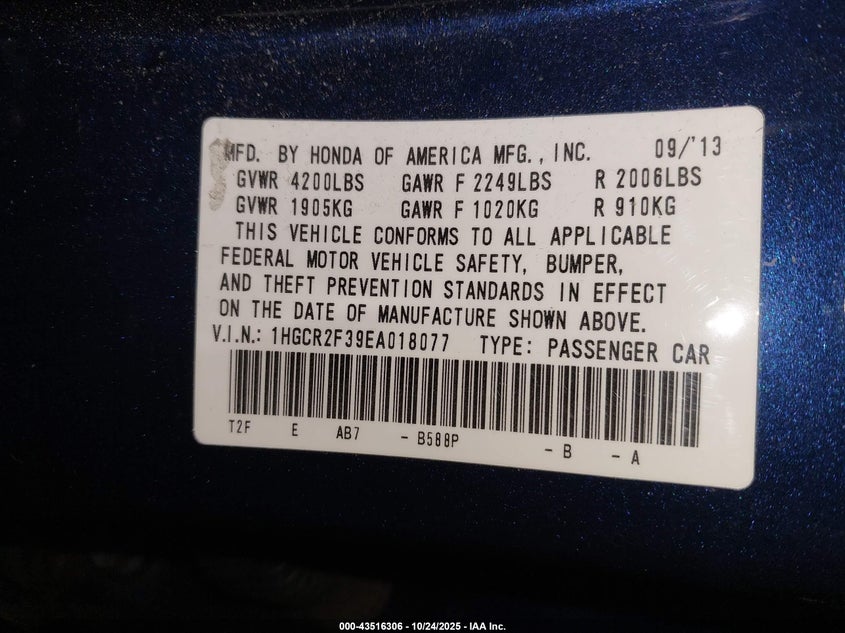 MFD. BY HONDA OF AMERICA MFG., INC. 09/'13
GVWR 4200LBS GAWR F 2249LBS R 2006LBS
GVWR 1905KG GAWR F 1020KG R 910KG
THIS VEHICLE CONFORMS TO ALL APPLICABLE
FEDERAL MOTOR VEHICLE SAFETY, BUMPER,
AND THEFT PREVENTION STANDARDS IN EFFECT
ON THE DATE OF MANUFACTURE SHOWN ABOVE.
V.I.N.: 1HGCR2F39EA018077 TYPE: PASSENGER CAR
T2F E AB7 - B588P - B - A
000-43516306 - 10/24/2025 - IAA Inc.